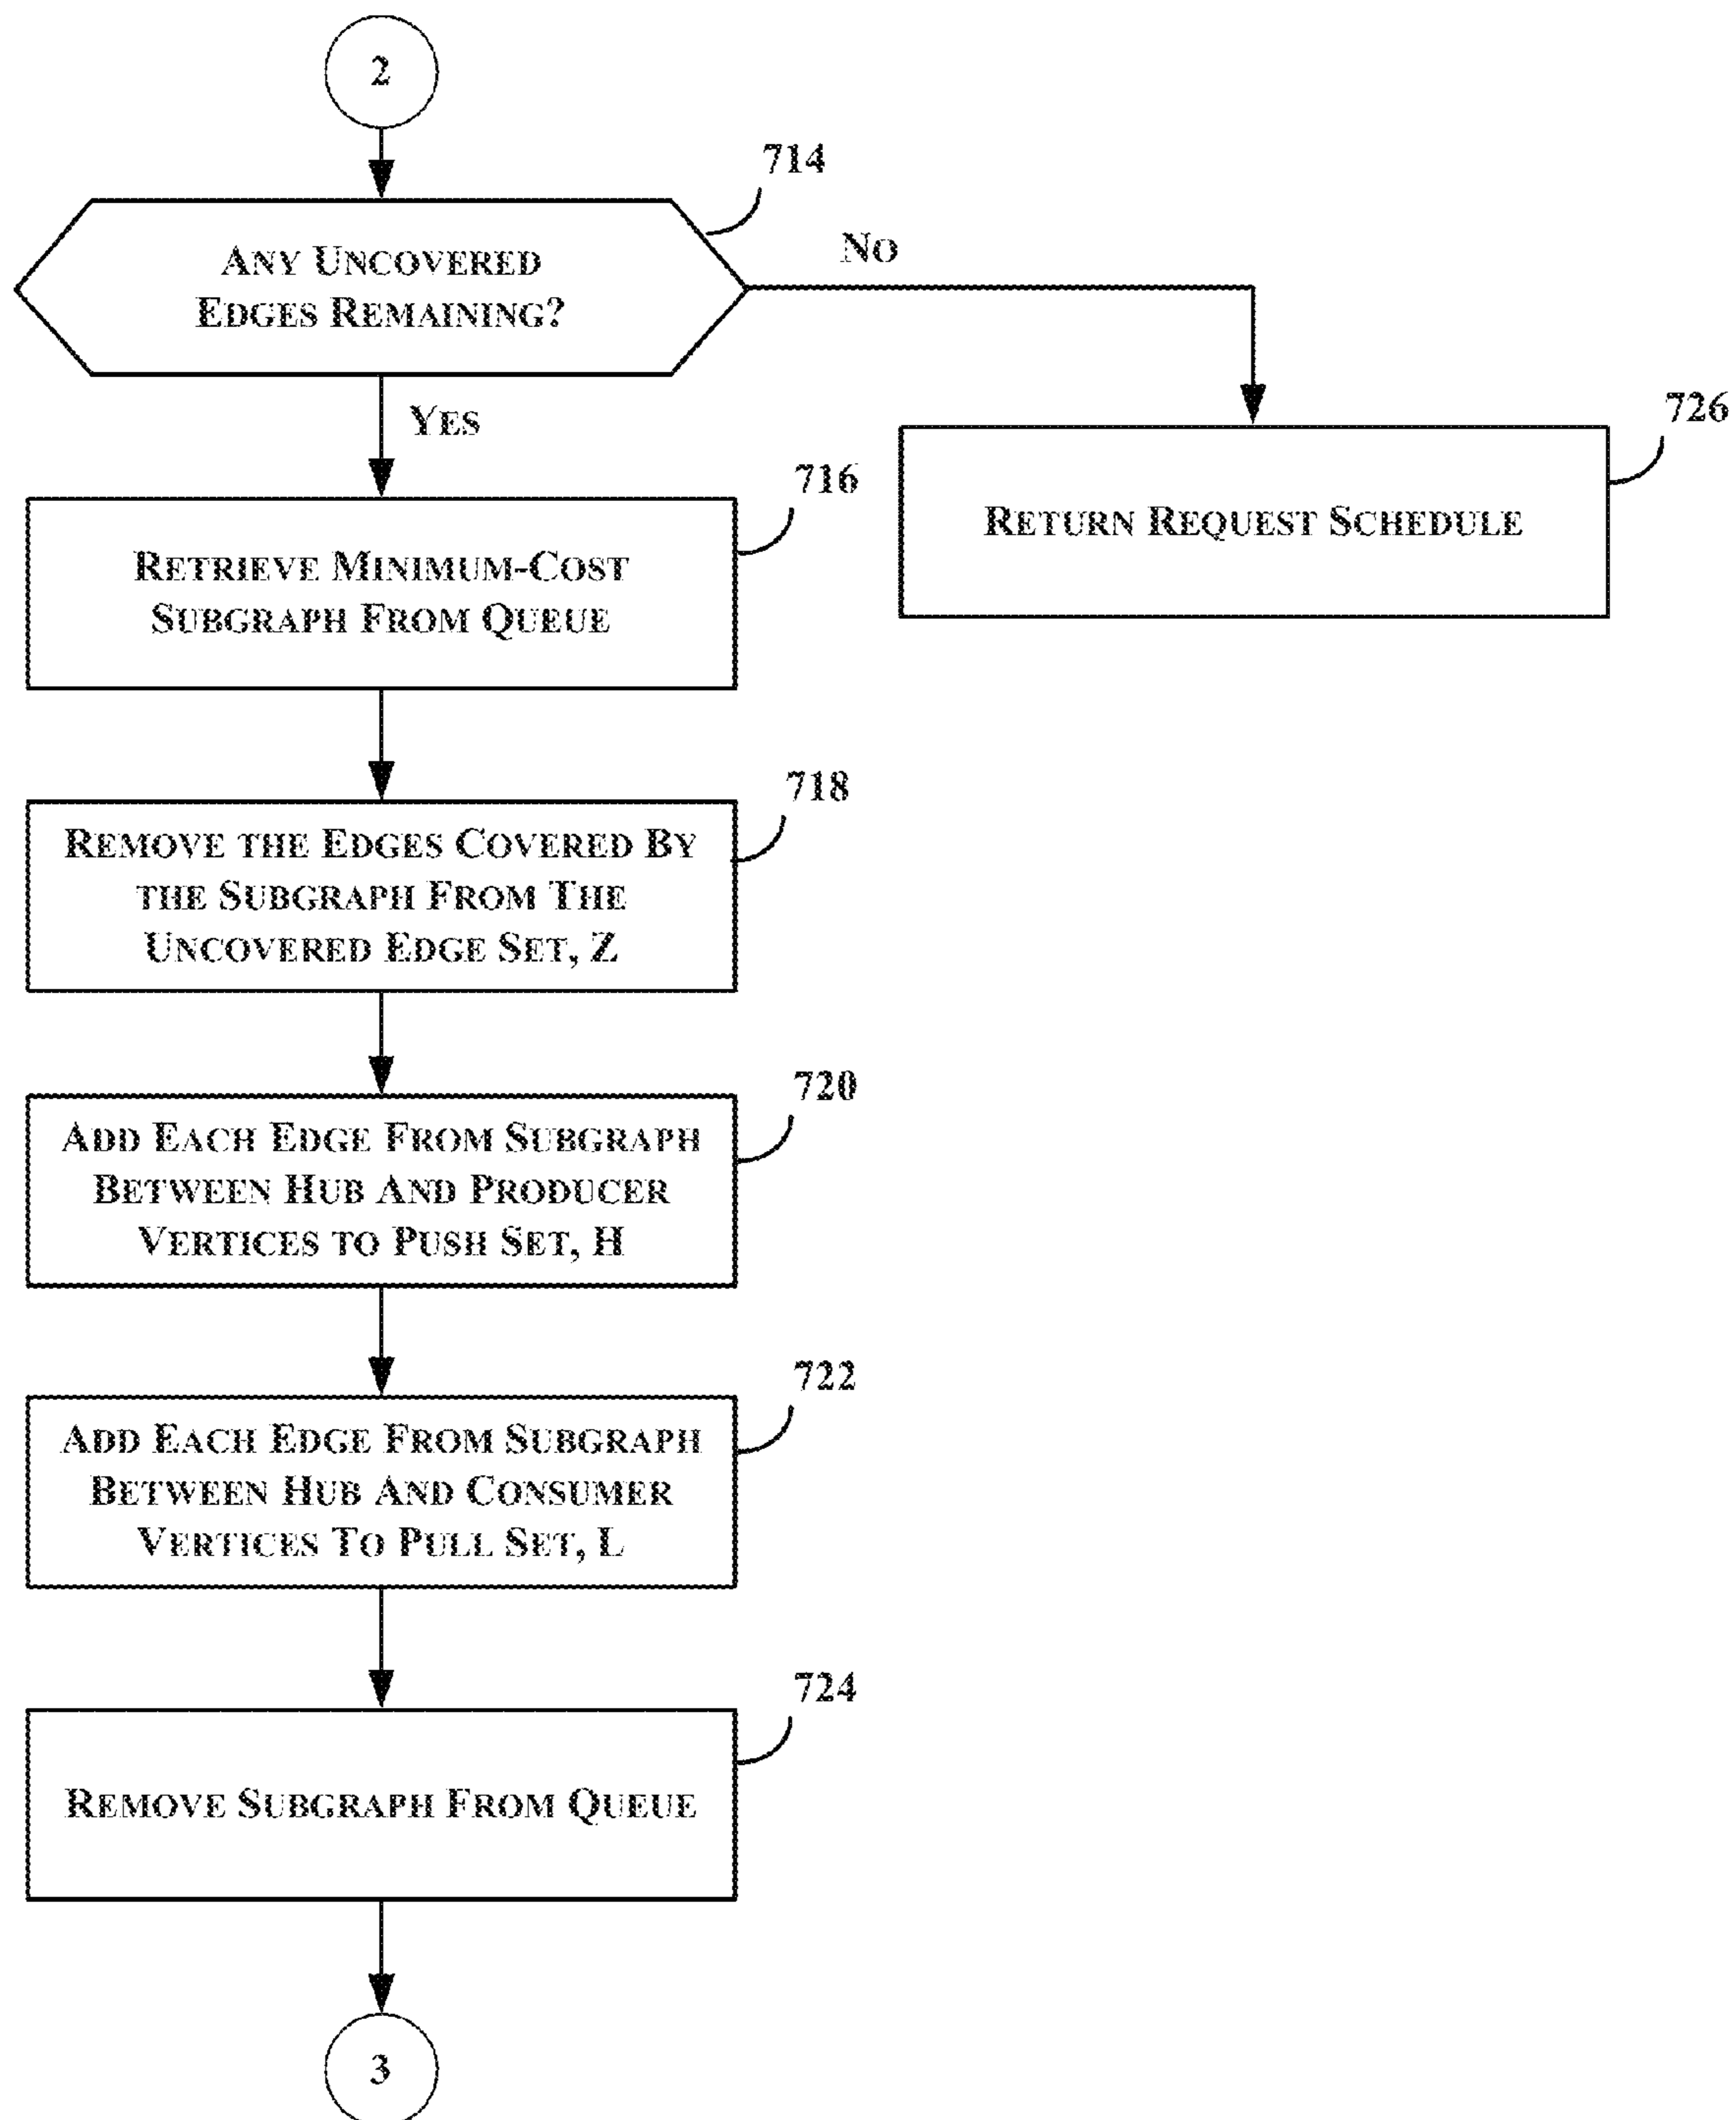 2
714
ANY UNCOVERED
EDGES REMAINING?
NO
YES
726
RETURN REQUEST SCHEDULE
716
RETRIEVE MINIMUM-COST
SUBGRAPH FROM QUEUE
718
REMOVE THE EDGES COVERED BY
THE SUBGRAPH FROM THE
UNCOVERED EDGE SET, Z
720
ADD EACH EDGE FROM SUBGRAPH
BETWEEN HUB AND PRODUCER
VERTICES TO PUSH SET, H
722
ADD EACH EDGE FROM SUBGRAPH
BETWEEN HUB AND CONSUMER
VERTICES TO PULL SET, L
724
REMOVE SUBGRAPH FROM QUEUE
3